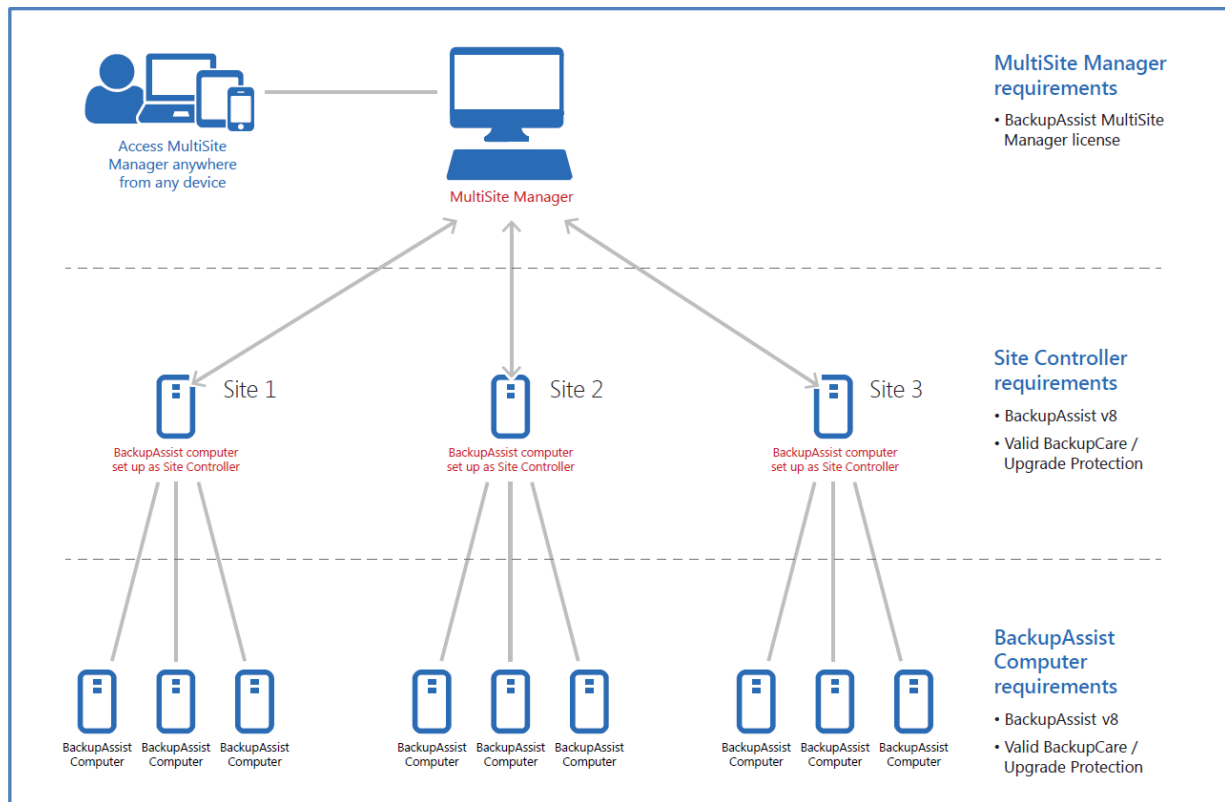 Access MultiSite
Manager anywhere
from any device
MultiSite Manager
MultiSite Manager
requirements
• BackupAssist MultiSite
Manager license
Site 1
BackupAssist computer
set up as Site Controller
Site 2
BackupAssist computer
set up as Site Controller
Site 3
BackupAssist computer
set up as Site Controller
Site Controller
requirements
• BackupAssist v8
• Valid BackupCare /
Upgrade Protection
BackupAssist
Computer
BackupAssist
Computer
BackupAssist
Computer
BackupAssist
Computer
BackupAssist
Computer
BackupAssist
Computer
BackupAssist
Computer
BackupAssist
Computer
BackupAssist
Computer
BackupAssist
Computer
requirements
• BackupAssist v8
• Valid BackupCare /
Upgrade Protection